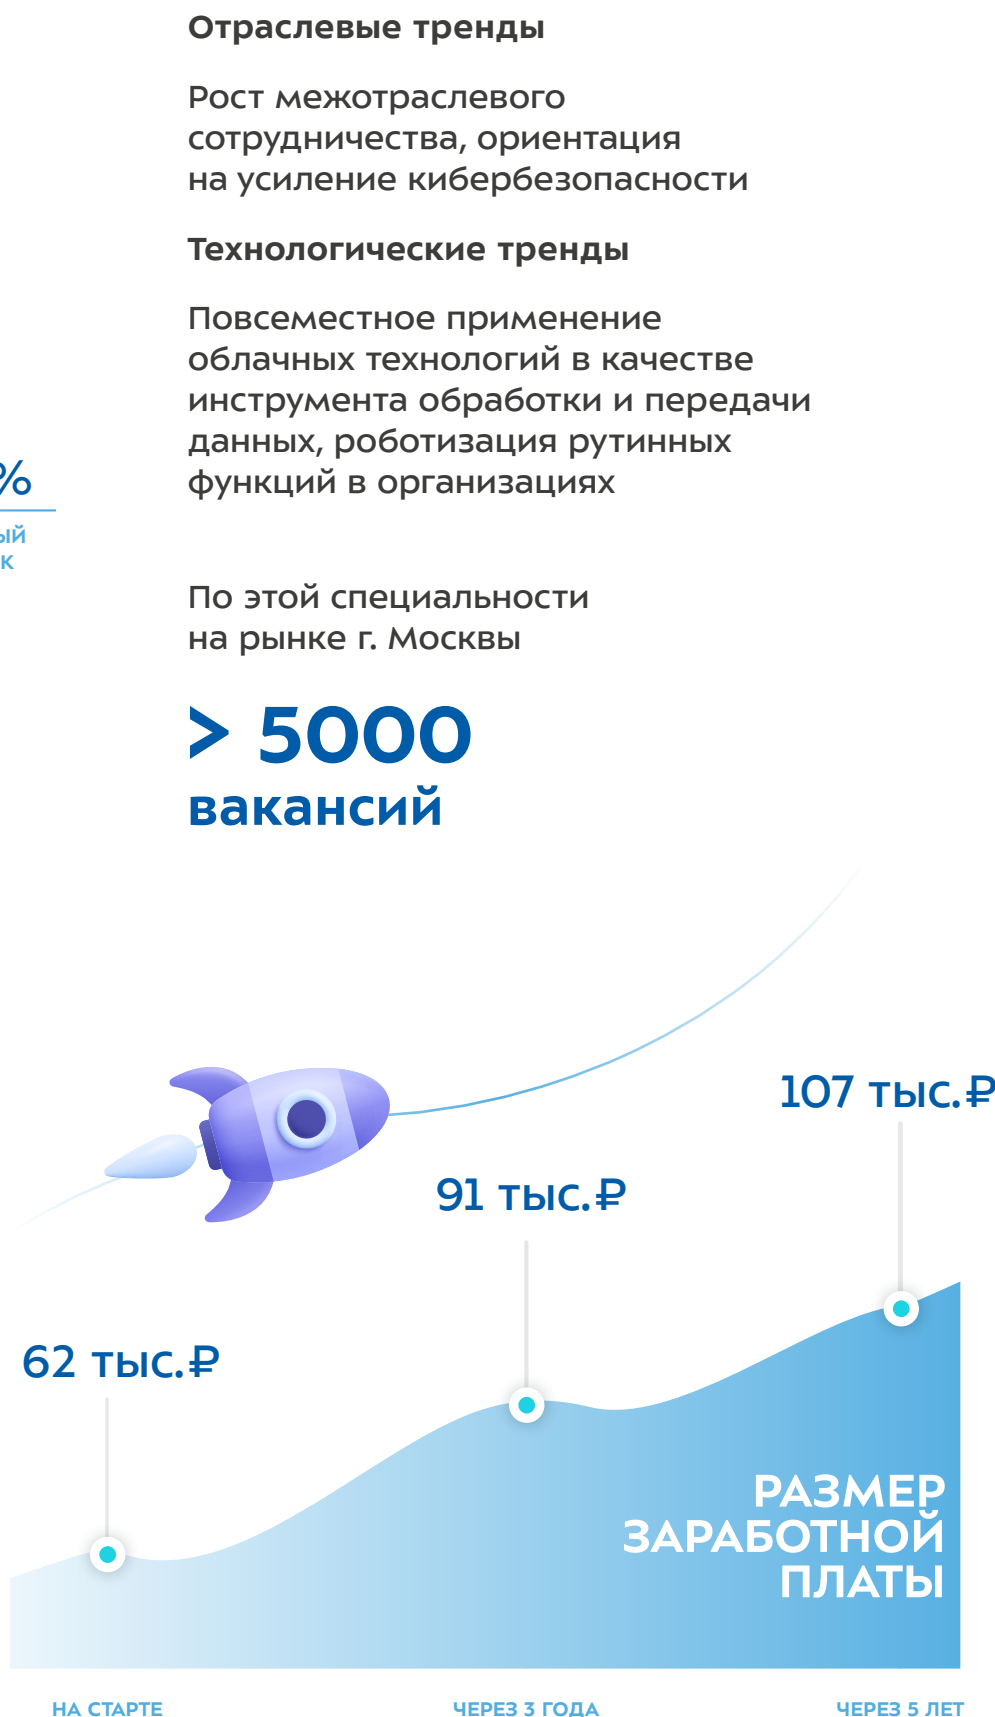 Отраслевые тренды
Рост межотраслевого
сотрудничества, ориентация
на усиление кибербезопасности
Технологические тренды
Повсеместное применение
облачных технологий в качестве
инструмента обработки и передачи
данных, роботизация рутинных
функций в организациях
%
По этой специальности
на рынке г. Москвы
> 5000
вакансий
107 тыс.₽
91 тыс.₽
62 тыс.₽
РАЗМЕР
ЗАРАБОТНОЙ
ПЛАТЫ
НА СТАРТЕ
ЧЕРЕЗ 3 ГОДА
ЧЕРЕЗ 5 ЛЕТ